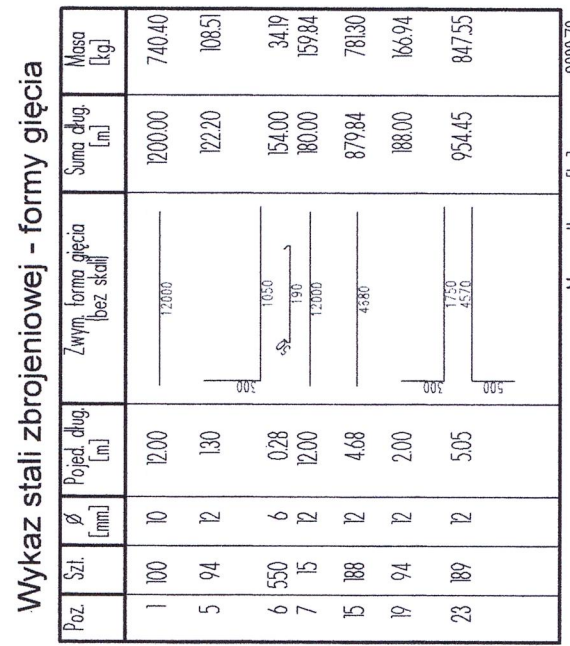 Wykaz stali zbrojeniowej - formy gięcia
Poz. Szt. Ø [mm] Pojed. dług. [m] Zwym. forma gięcia (bez skali) Suma dług. [m] Masa [kg]
1 100 10 12.00 12000 1200.00 740.40
5 94 12 1.30 300 1050 122.20 108.51
6 550 6 0.28 190 154.00 34.19
7 15 12 12.00 12000 180.00 159.84
15 188 12 4.68 4680 879.84 781.30
19 94 12 2.00 300 1750 188.00 166.94
23 189 12 5.05 500 4570 954.45 847.55